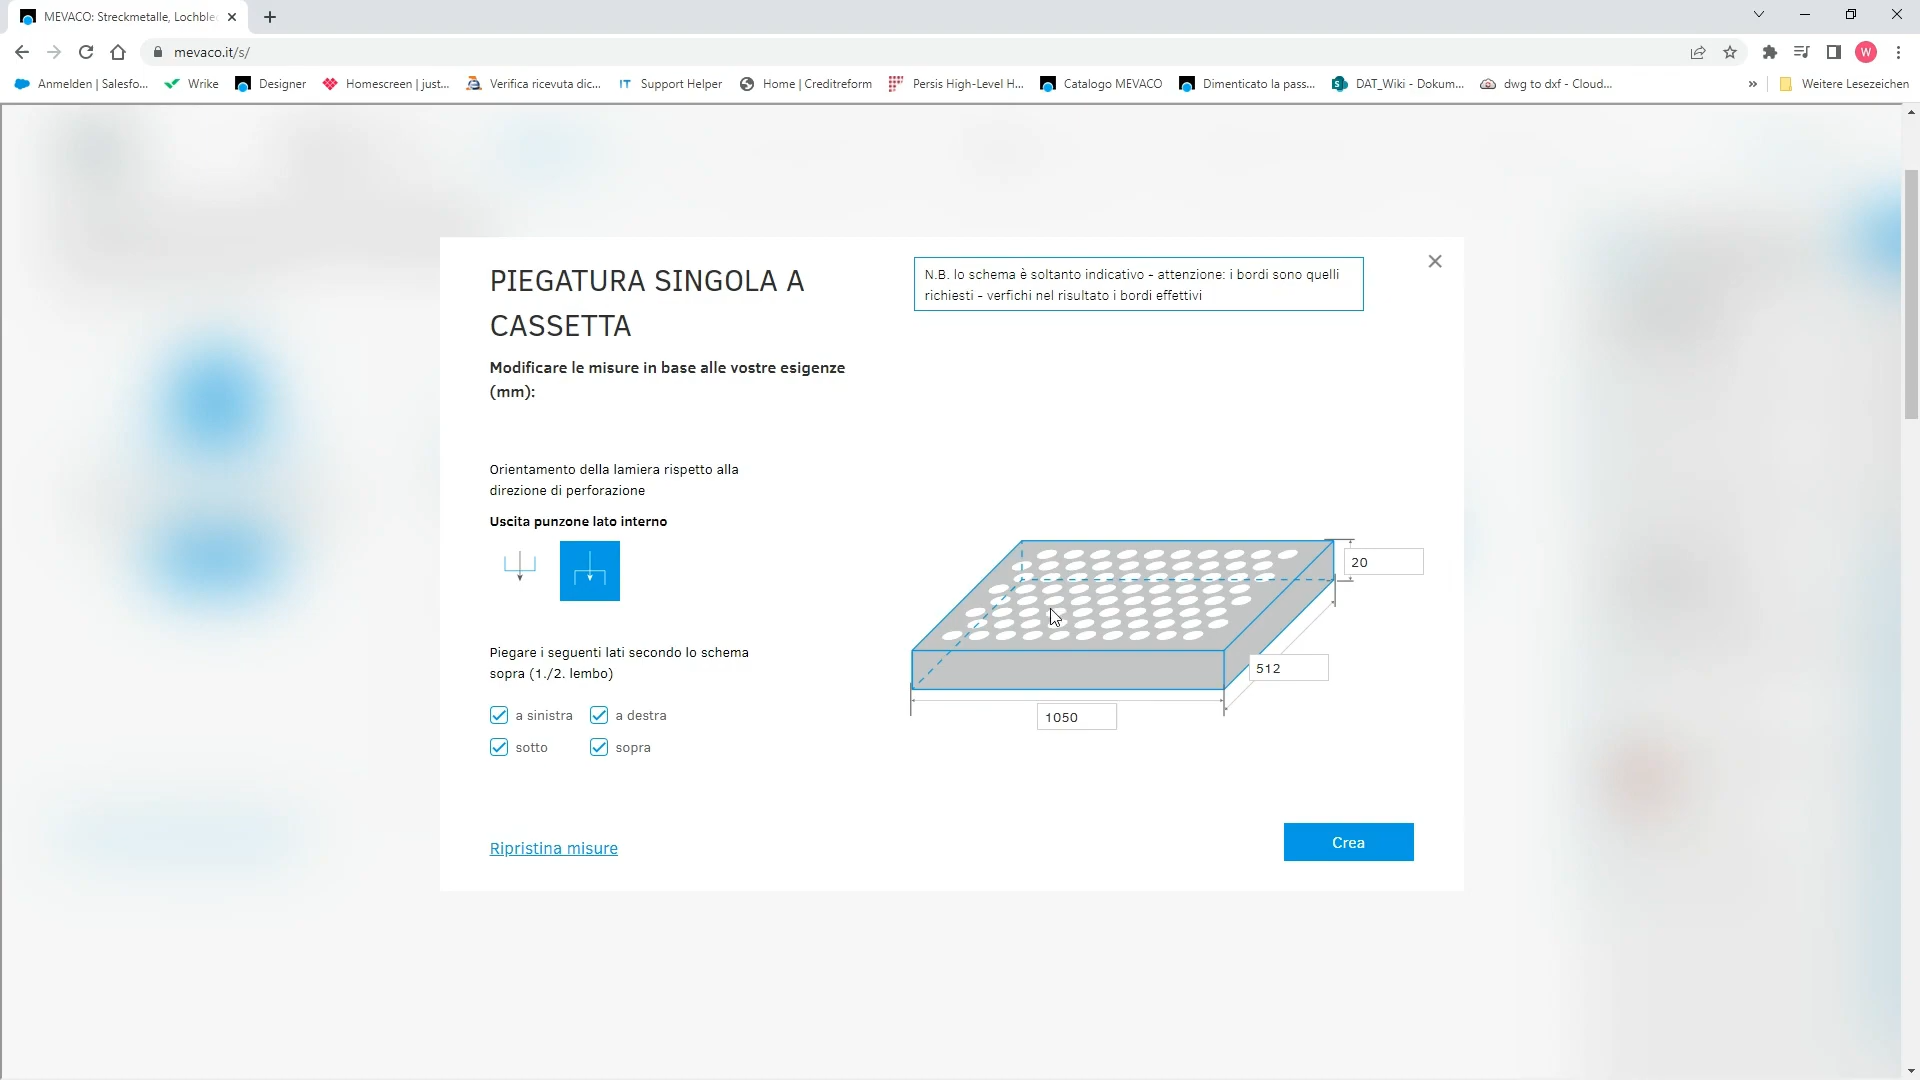 MEVACO: Streckmetalle, Lochble
mevaco.it/s/
W
Anmelden | Salesfo...
Wrike
Designer
Homescreen | just...
Verifica ricevuta dic...
IT Support Helper
Home | Creditreform
Persis High-Level H...
Catalogo MEVACO
Dimenticato la pass...
DAT_Wiki - Dokum...
dwg to dxf - Cloud...
»
Weitere Lesezeichen
PIEGATURA SINGOLA A
CASSETTA
N.B. lo schema è soltanto indicativo - attenzione: i bordi sono quelli
richiesti - verfichi nel risultato i bordi effettivi
Modificare le misure in base alle vostre esigenze
(mm):
Orientamento della lamiera rispetto alla
direzione di perforazione
Uscita punzone lato interno
20
512
1050
Piegare i seguenti lati secondo lo schema
sopra (1./2. lembo)
a sinistra
a destra
sotto
sopra
Ripristina misure
Crea